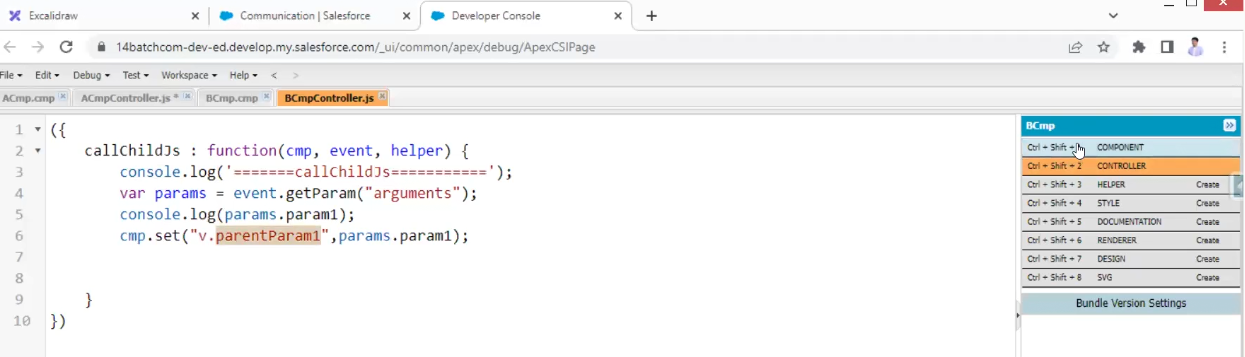 Excalidraw
Communication | Salesforce
Developer Console
14batchcom-dev-ed.develop.my.salesforce.com/_ui/common/apex/debug/ApexCSIPage
File Edit Debug Test Workspace Help < >
ACmp.cmp ACmpController.js * BCmp.cmp BCmpController.js
1 ({
2 callChildJs : function(cmp, event, helper) {
3 console.log('=======callChildJs===========');
4 var params = event.getParam("arguments");
5 console.log(params.param1);
6 cmp.set("v.parentParam1",params.param1);
7
8
9 }
10 })
BCmp
Ctrl + Shift + COMPONENT
Ctrl + Shift + 2 CONTROLLER
Ctrl + Shift + 3 HELPER Create
Ctrl + Shift + 4 STYLE Create
Ctrl + Shift + 5 DOCUMENTATION Create
Ctrl + Shift + 6 RENDERER Create
Ctrl + Shift + 7 DESIGN Create
Ctrl + Shift + 8 SVG Create
Bundle Version Settings